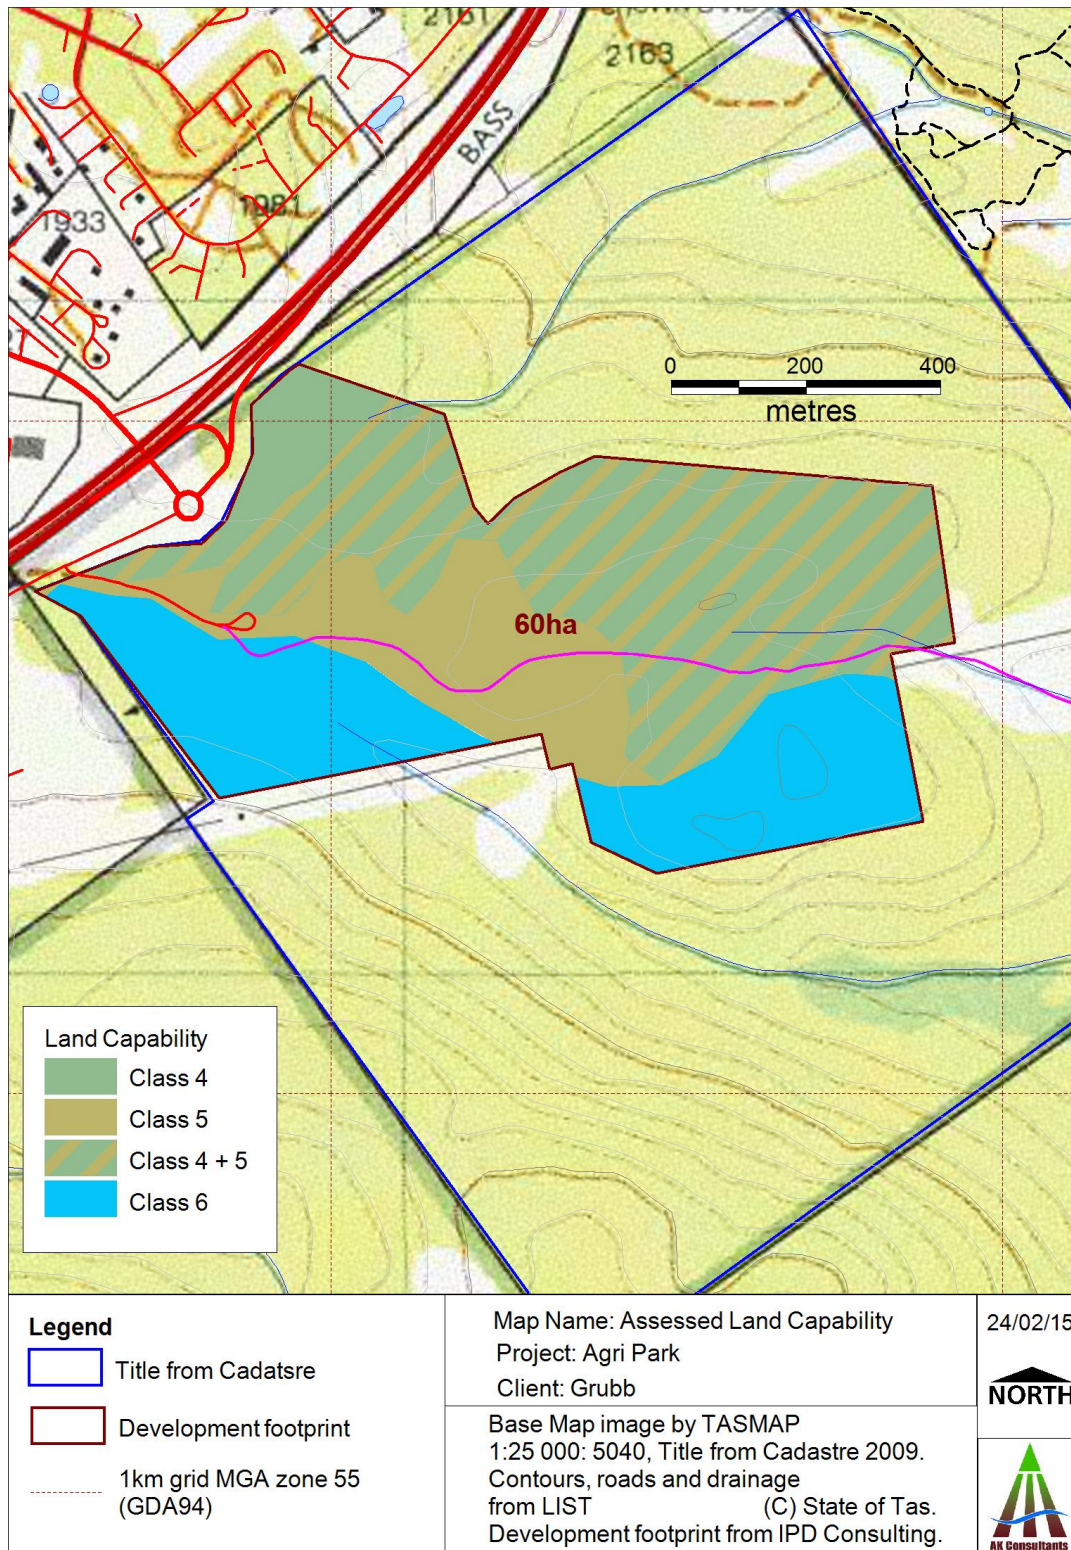 2163
BASS
1933
1981
0 200 400
metres
60ha
Land Capability
Class 4
Class 5
Class 4 + 5
Class 6
Legend
Title from Cadatsre
Development footprint
1km grid MGA zone 55
(GDA94)
Map Name: Assessed Land Capability
Project: Agri Park
Client: Grubb
Base Map image by TASMAP
1:25 000: 5040, Title from Cadastre 2009.
Contours, roads and drainage
from LIST (C) State of Tas.
Development footprint from IPD Consulting.
24/02/15
NORTH
AK Consultants